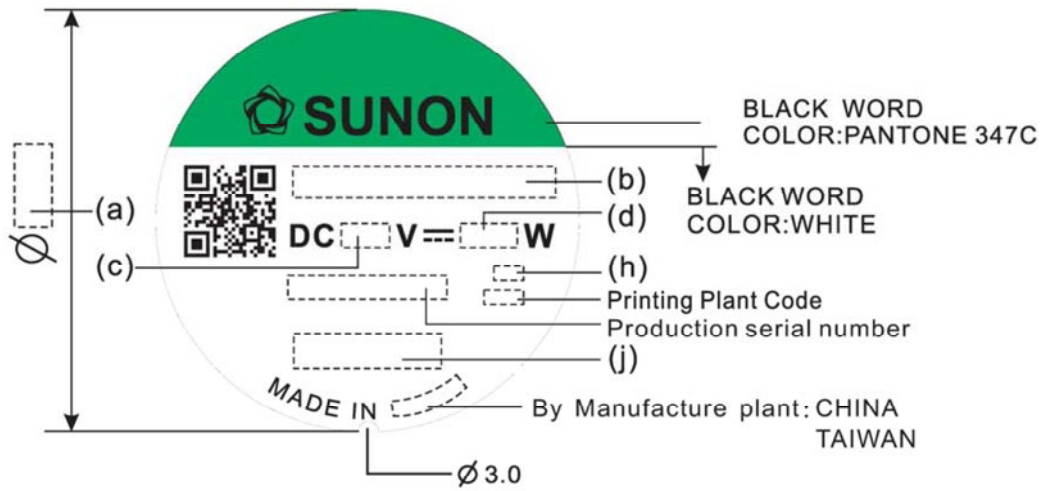 SUNON
BLACK WORD
COLOR:PANTONE 347C
(b)
BLACK WORD
COLOR:WHITE
(a)
Ø
(d)
DC V⎓ W
(c)
(h)
Printing Plant Code
Production serial number
(j)
MADE IN
By Manufacture plant: CHINA
TAIWAN
Ø 3.0